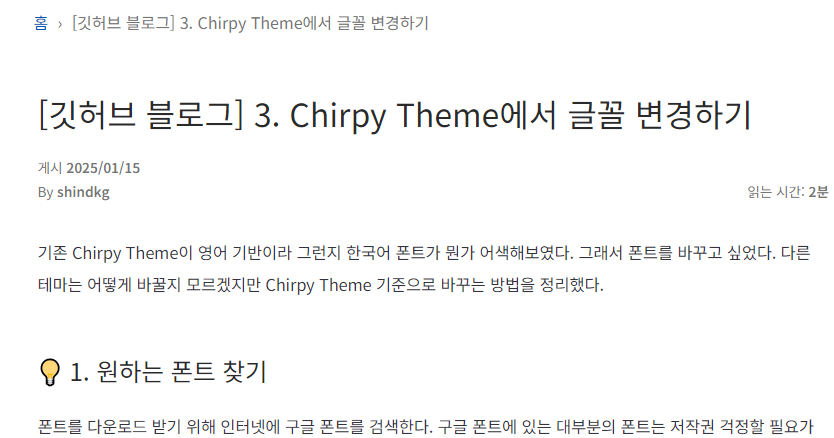 홈 › [깃허브 블로그] 3. Chirpy Theme에서 글꼴 변경하기
[깃허브 블로그] 3. Chirpy Theme에서 글꼴 변경하기
게시 2025/01/15
By shindkg
읽는 시간: 2분
기존 Chirpy Theme이 영어 기반이라 그런지 한국어 폰트가 뭔가 어색해보였다. 그래서 폰트를 바꾸고 싶었다. 다른
테마는 어떻게 바꿀지 모르겠지만 Chirpy Theme 기준으로 바꾸는 방법을 정리했다.
💡 1. 원하는 폰트 찾기
폰트를 다운로드 받기 위해 인터넷에 구글 폰트를 검색한다. 구글 폰트에 있는 대부분의 폰트는 저작권 걱정할 필요가